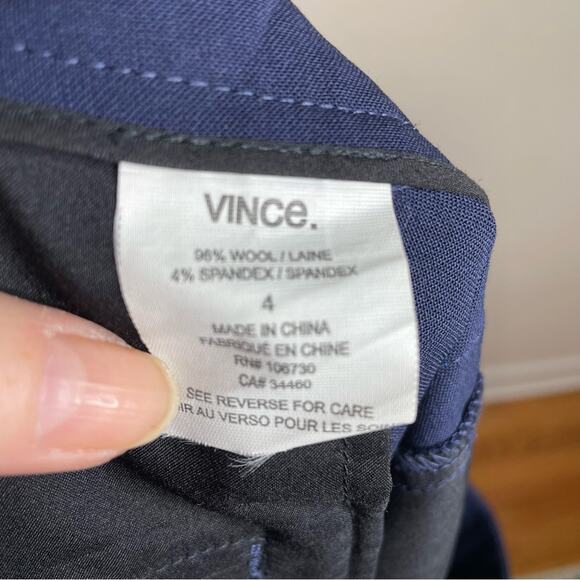 VINCE.
96% WOOL / LAINE
4% SPANDEX / SPANDEX
4
MADE IN CHINA
FABRIQUÉ EN CHINE
RN# 106730
CA# 34460
SEE REVERSE FOR CARE
AU VERSO POUR LES